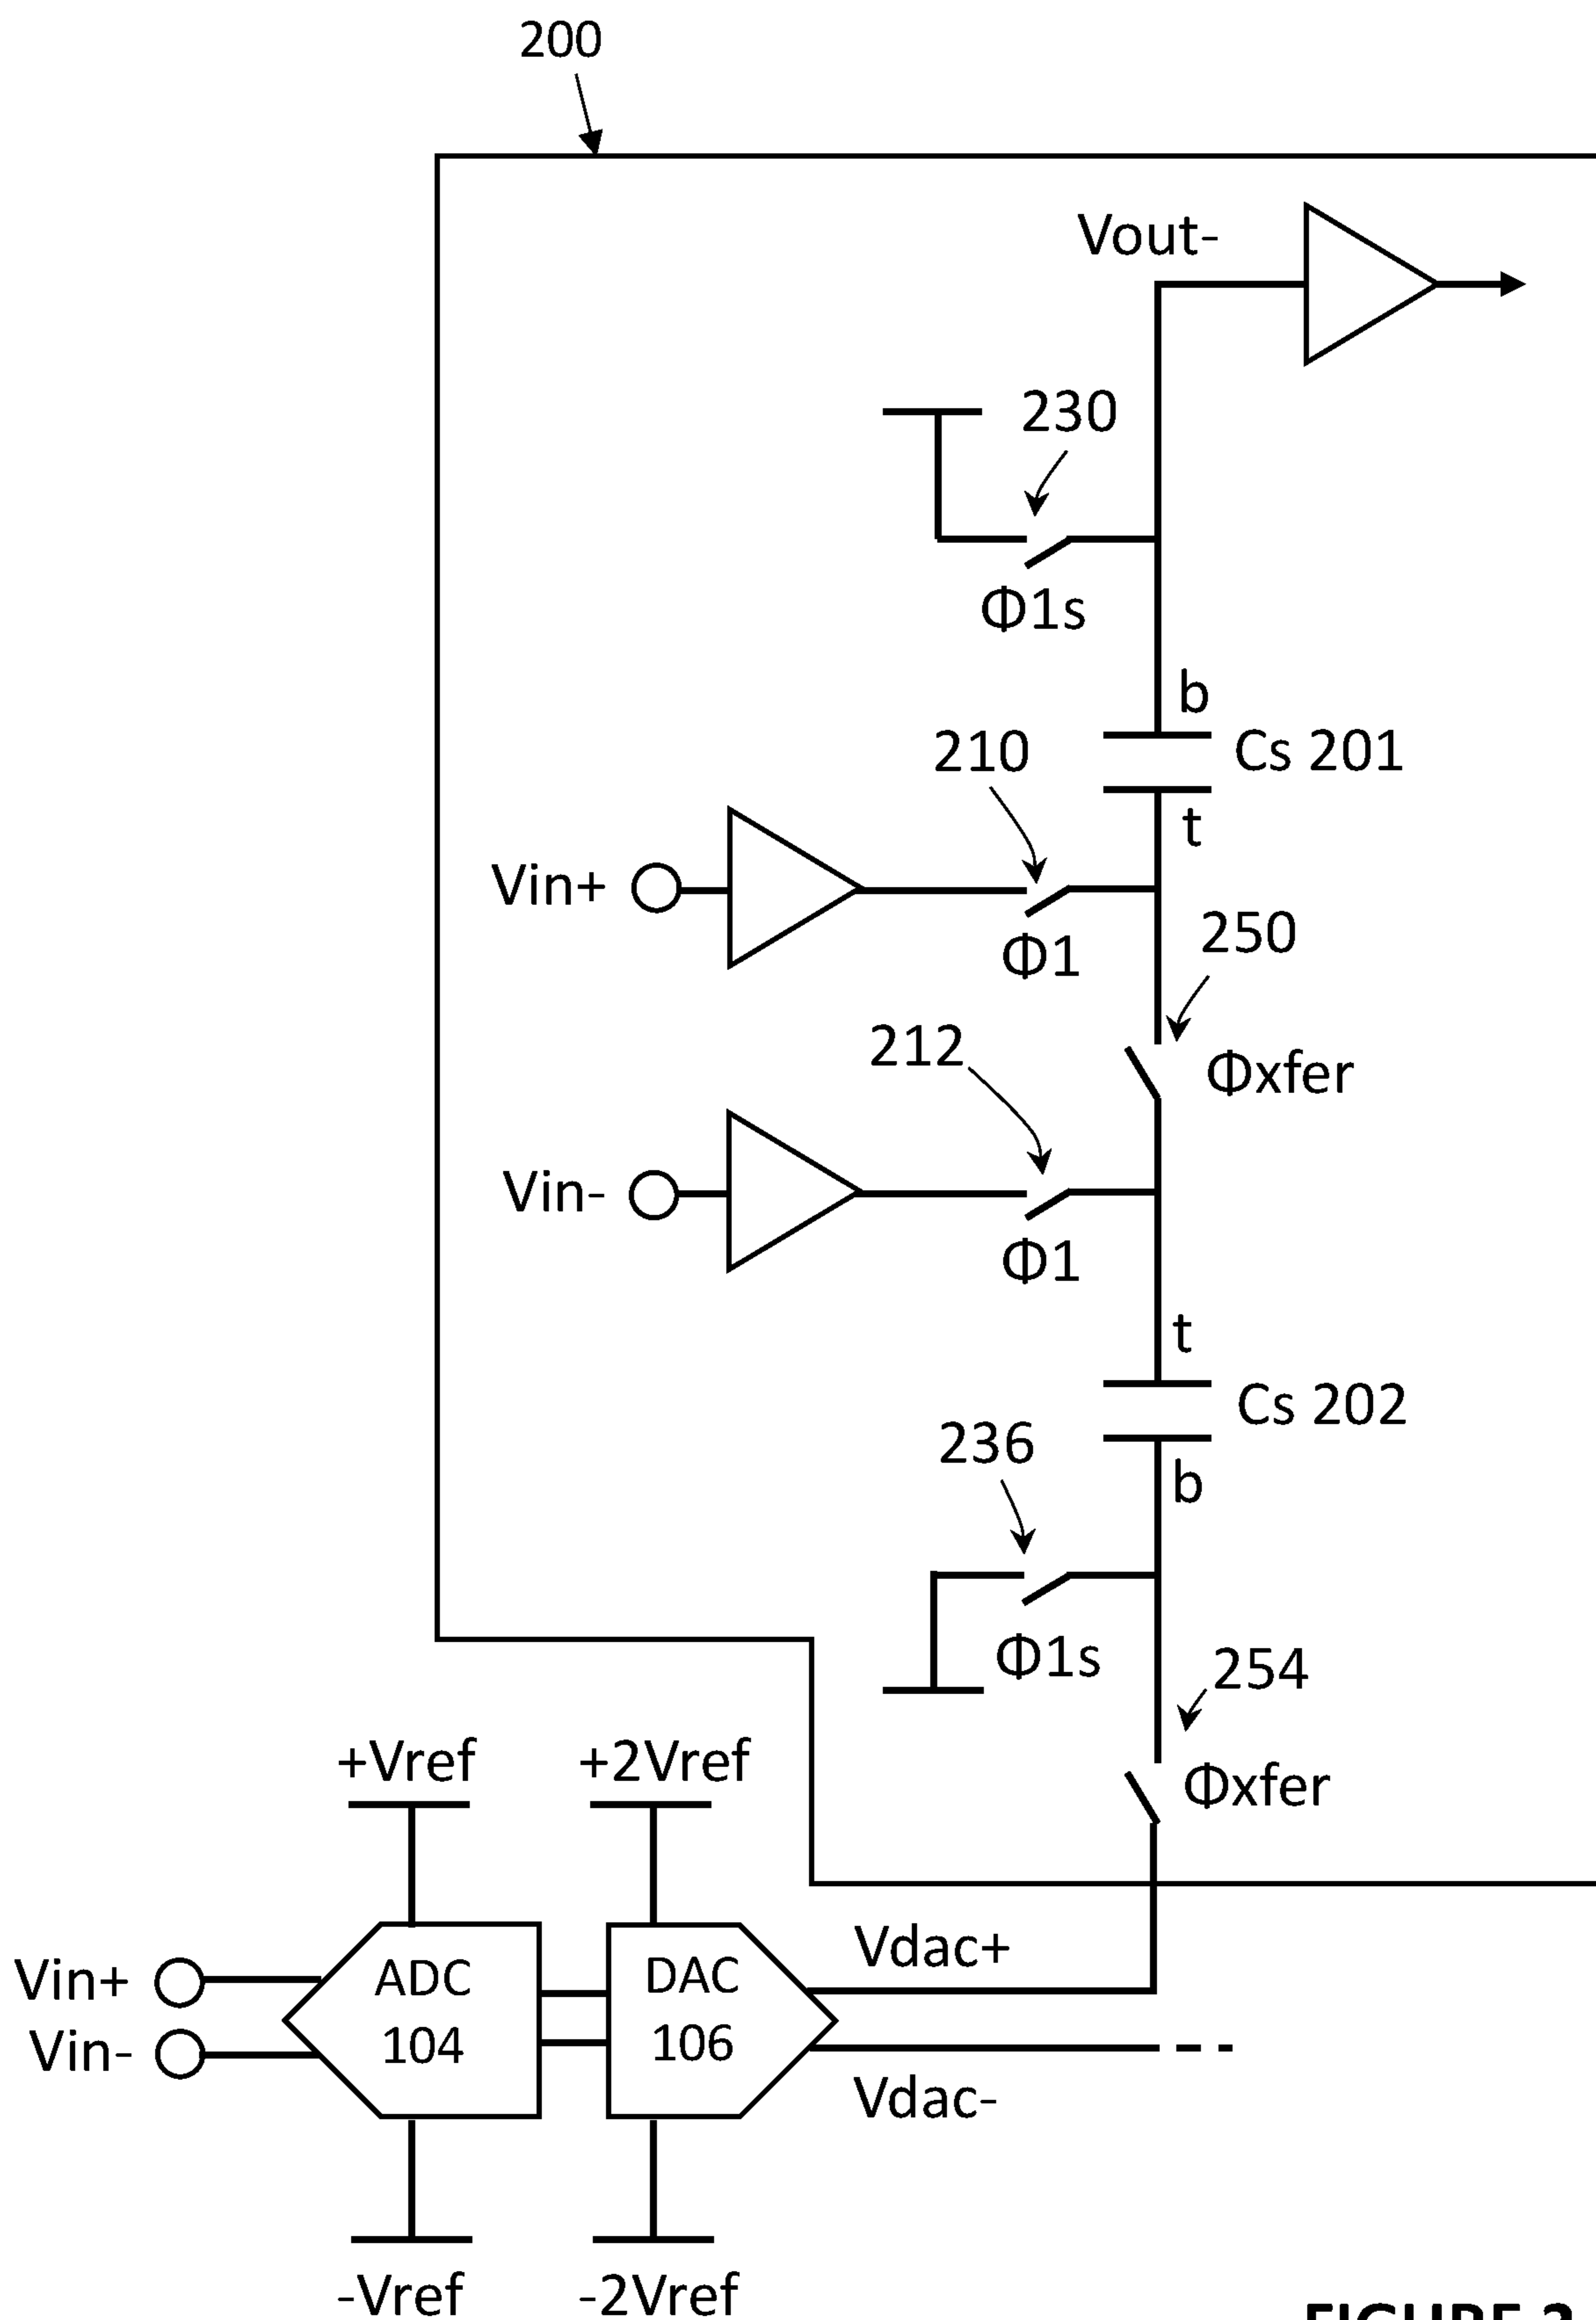 200
Vout-
230
Φ1s
b
Cs 201
210
t
Vin+
Φ1
250
Φxfer
212
Vin-
Φ1
t
Cs 202
236
b
Φ1s
254
Φxfer
+Vref
+2Vref
Vin+
Vin-
ADC
104
DAC
106
Vdac+
Vdac-
-Vref
-2Vref